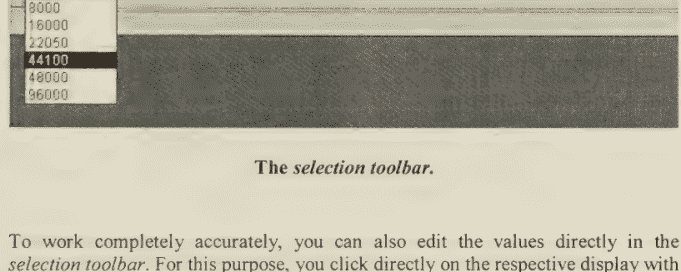 8000
16000
22050
44100
48000
96000
The selection toolbar.
To work completely accurately, you can also edit the values directly in the
selection toolbar. For this purpose, you click directly on the respective display with